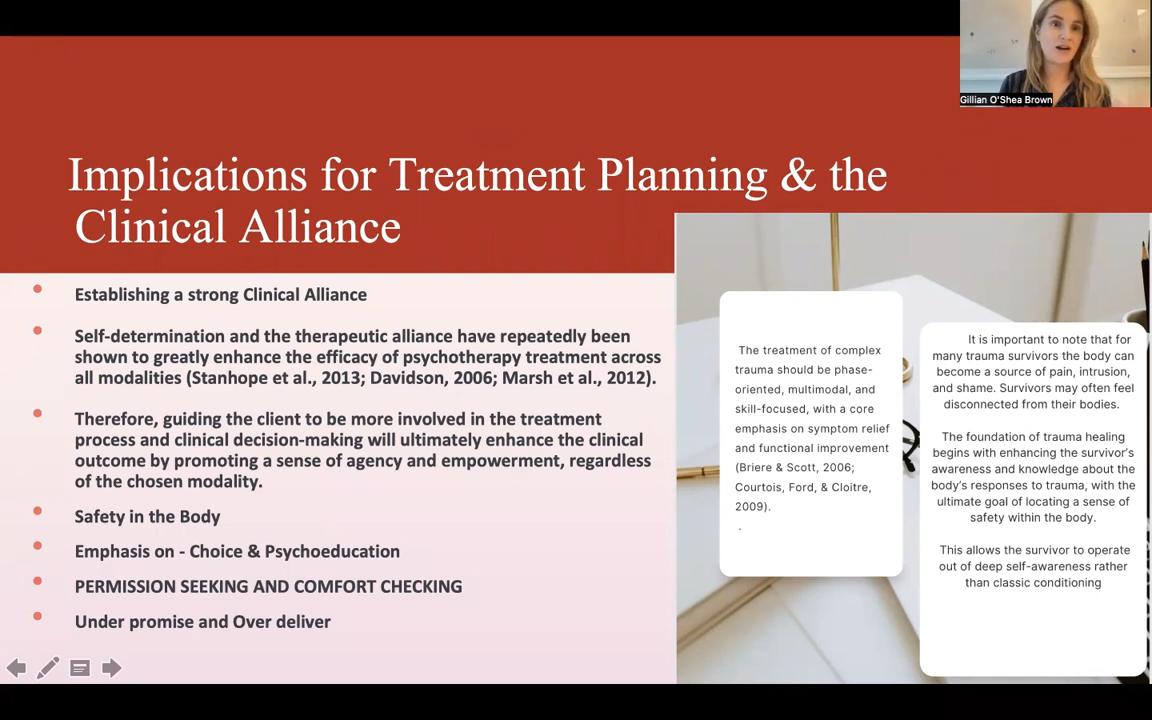 Gillian O'Shea Brown
Implications for Treatment Planning & the
Clinical Alliance
Establishing a strong Clinical Alliance
Self-determination and the therapeutic alliance have repeatedly been
shown to greatly enhance the efficacy of psychotherapy treatment across
all modalities (Stanhope et al., 2013; Davidson, 2006; Marsh et al., 2012).
Therefore, guiding the client to be more involved in the treatment
process and clinical decision-making will ultimately enhance the clinical
outcome by promoting a sense of agency and empowerment, regardless
of the chosen modality.
Safety in the Body
Emphasis on - Choice & Psychoeducation
PERMISSION SEEKING AND COMFORT CHECKING
Under promise and Over deliver
The treatment of complex
trauma should be phase-
oriented, multimodal, and
skill-focused, with a core
emphasis on symptom relief
and functional improvement
(Briere & Scott, 2006;
Courtois, Ford, & Cloitre,
2009).
.
It is important to note that for
many trauma survivors the body can
become a source of pain, intrusion,
and shame. Survivors may often feel
disconnected from their bodies.
The foundation of trauma healing
begins with enhancing the survivor's
awareness and knowledge about the
body's responses to trauma, with the
ultimate goal of locating a sense of
safety within the body.
This allows the survivor to operate
out of deep self-awareness rather
than classic conditioning